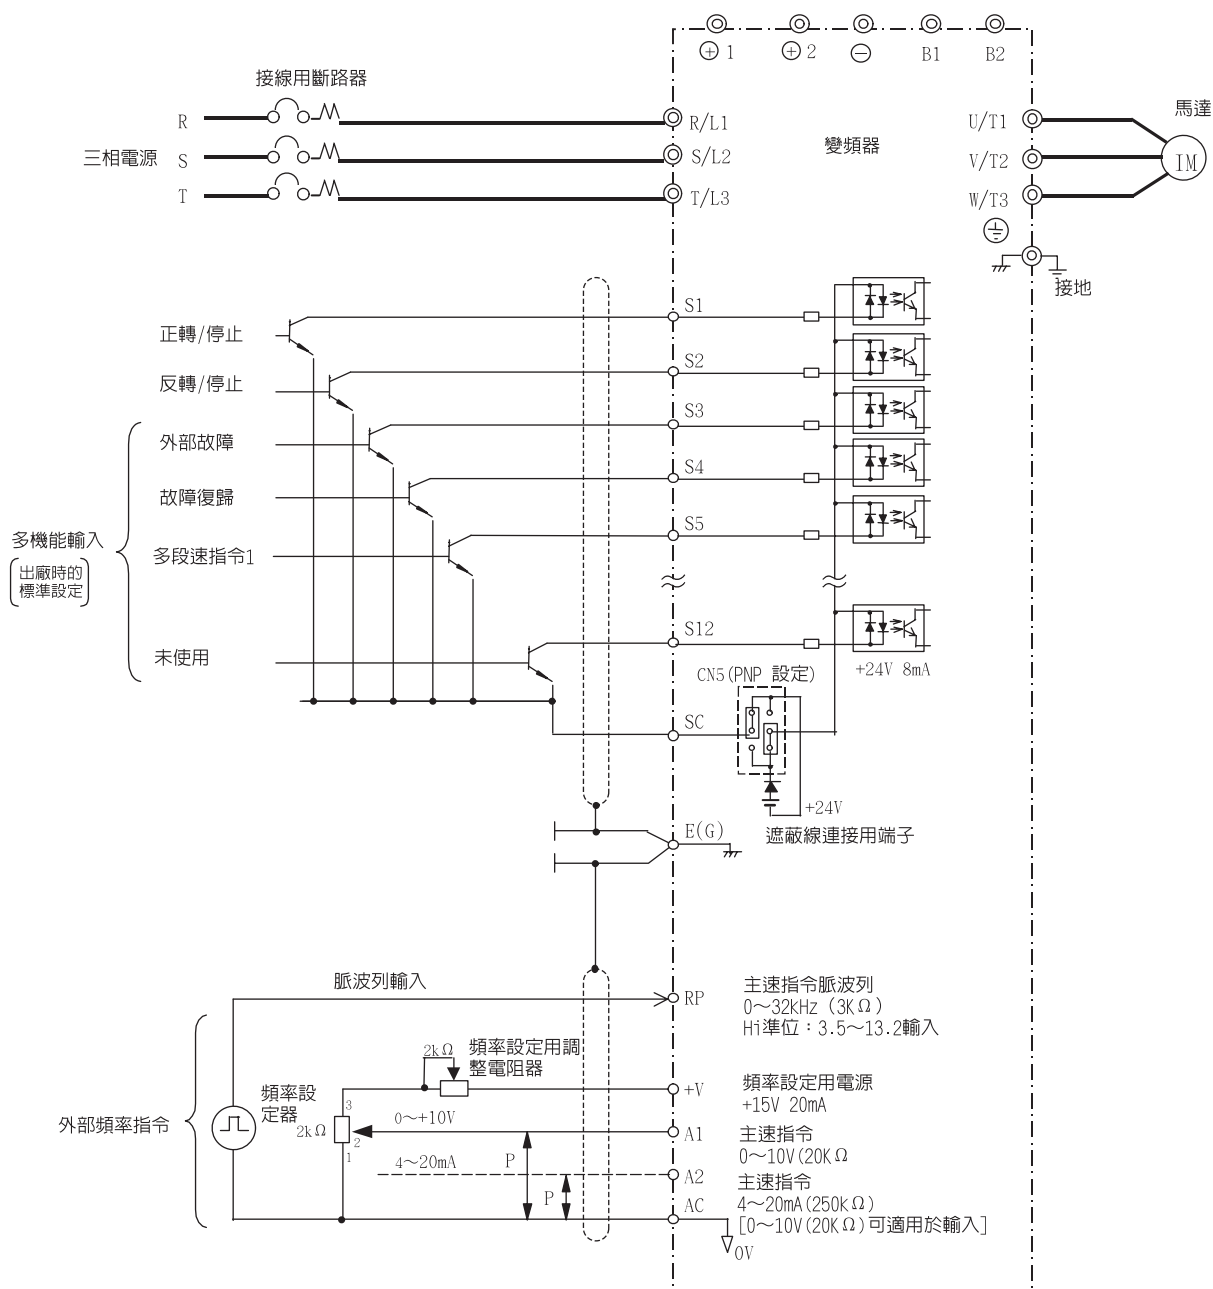 ⊕1
⊕2
⊖
B1
B2
接線用斷路器
馬達
R
R/L1
U/T1
三相電源
S
S/L2
變頻器
V/T2
IM
T
T/L3
W/T3
接地
S1
正轉/停止
S2
反轉/停止
S3
外部故障
S4
故障復歸
S5
多機能輸入
多段速指令1
出廠時的
標準設定
S12
未使用
+24V 8mA
CN5(PNP 設定)
SC
+24V
E(G)
遮蔽線連接用端子
脈波列輸入
RP
主速指令脈波列
0～32kHz (3KΩ)
Hi準位：3.5～13.2輸入
2kΩ
頻率設定用調
整電阻器
頻率設
定器
+V
頻率設定用電源
+15V 20mA
外部頻率指令
3
2kΩ
2
1
0～+10V
A1
主速指令
0～10V(20KΩ
4～20mA
P
A2
主速指令
P
AC
4～20mA(250KΩ)
[0～10V(20KΩ)可適用於輸入]
0V